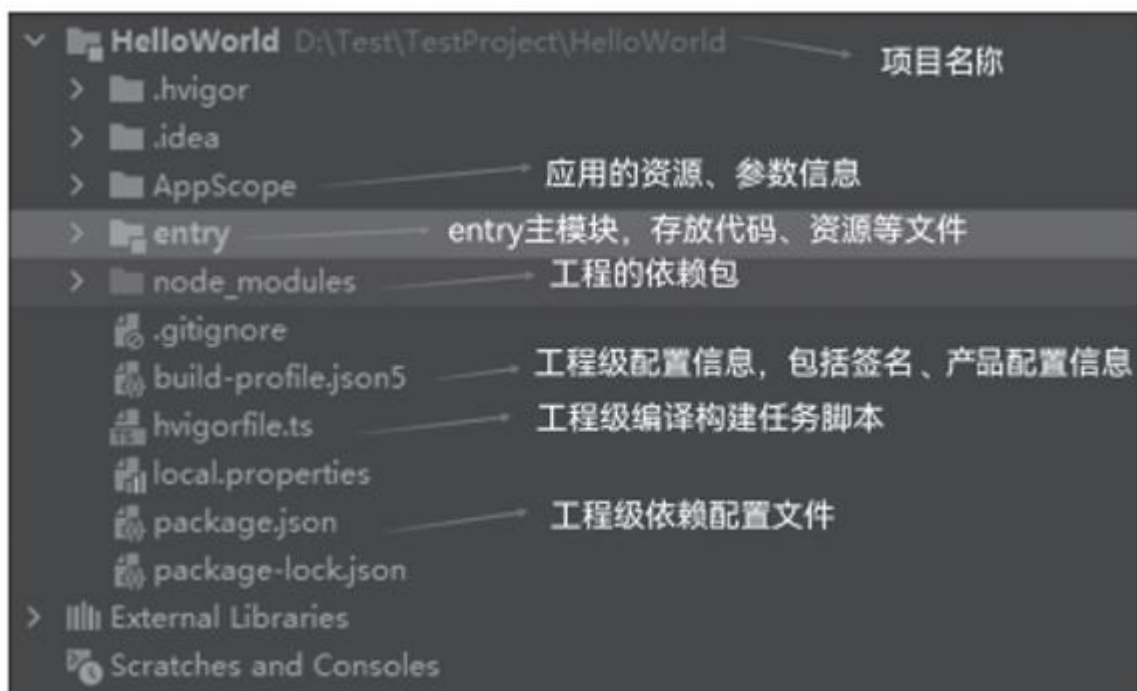 HelloWorld D:\Test\TestProject\HelloWorld 项目名称
.hvigor
.idea
AppScope 应用的资源、参数信息
entry entry主模块，存放代码、资源等文件
node_modules 工程的依赖包
.gitignore
build-profile.json5 工程级配置信息，包括签名、产品配置信息
hvigorfile.ts 工程级编译构建任务脚本
local.properties
package.json 工程级依赖配置文件
package-lock.json
External Libraries
Scratches and Consoles